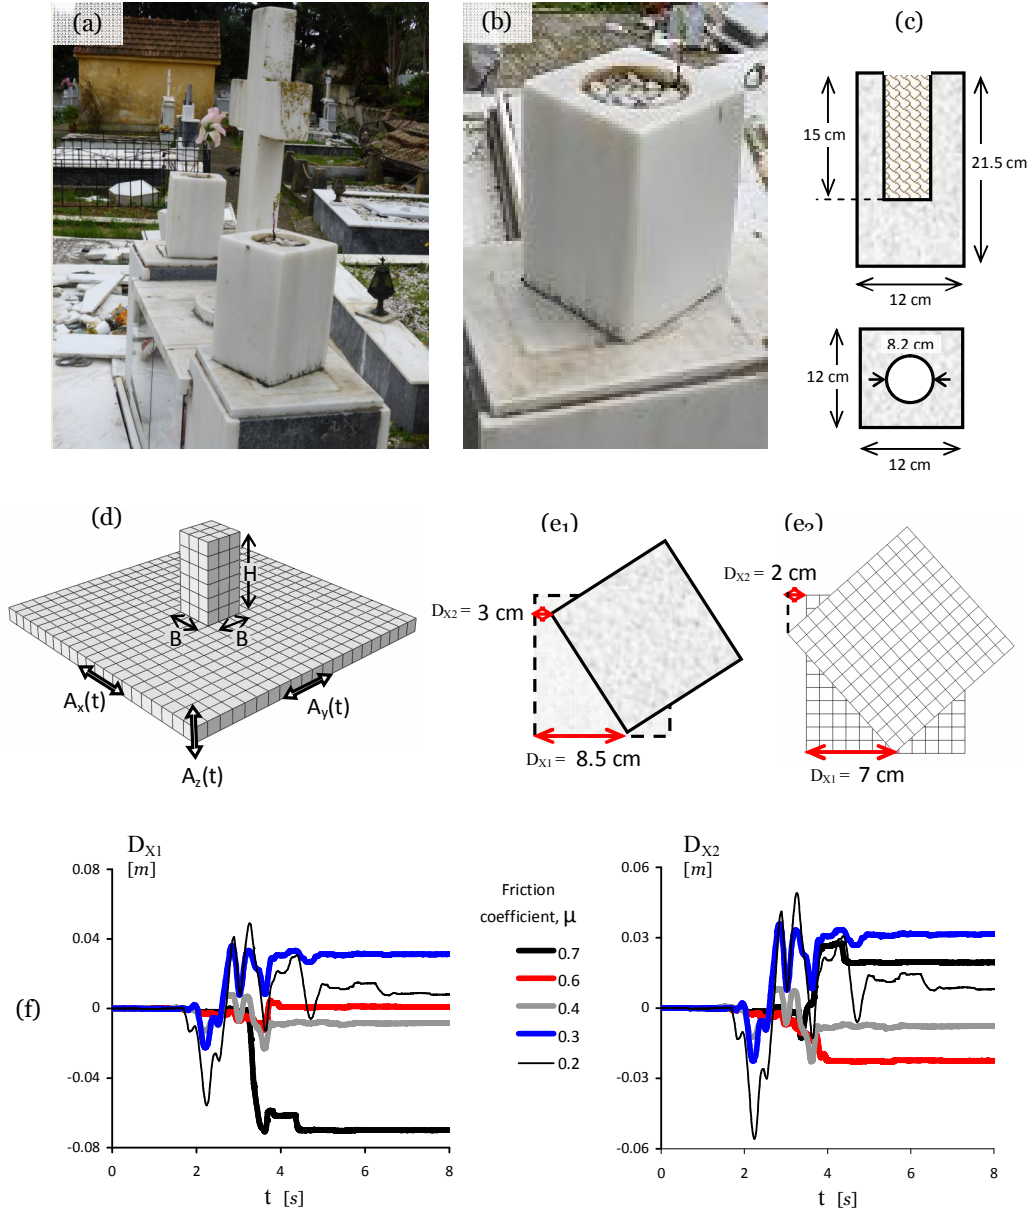 (a)
(b)
(c)
15 cm
21.5 cm
12 cm
8.2 cm
12 cm
12 cm
(d)
H
B
B
Ax(t)
Ay(t)
Az(t)
(e1)
DX2 = 3 cm
DX1 = 8.5 cm
(e2)
DX2 = 2 cm
DX1 = 7 cm
(f)
DX1
[m]
0.08
0.04
0
-0.04
-0.08
0 2 4 6 8
t [s]
Friction
coefficient, μ
0.7
0.6
0.4
0.3
0.2
DX2
[m]
0.06
0.03
0
-0.03
-0.06
0 2 4 6 8
t [s]